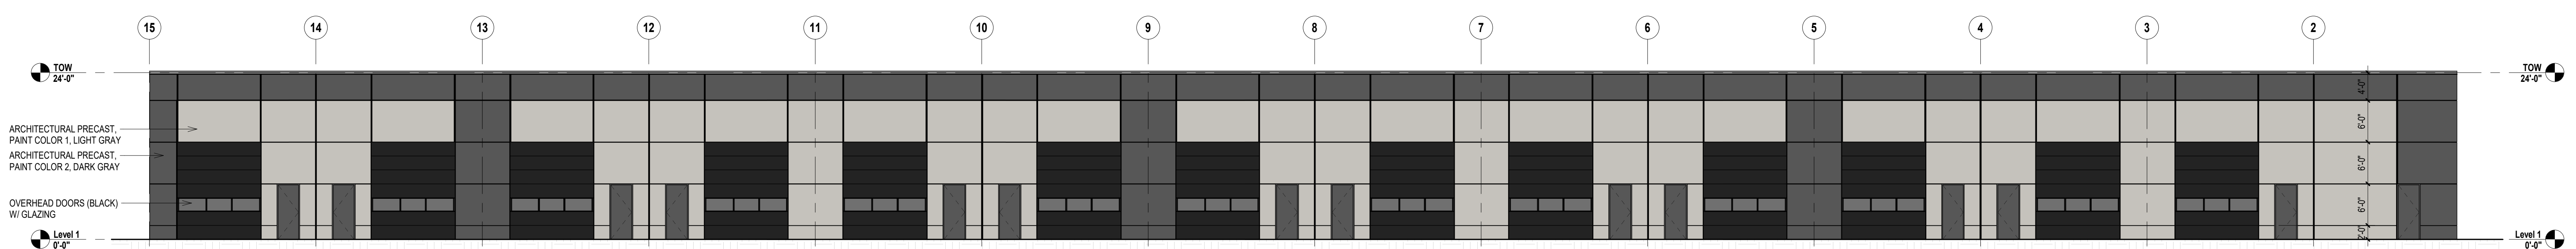 15 14 13 12 11 10 9 8 7 6 5 4 3 2
TOW
24'-0"
TOW
24'-0"
4'-0"
6'-0"
ARCHITECTURAL PRECAST,
PAINT COLOR 1, LIGHT GRAY
ARCHITECTURAL PRECAST,
PAINT COLOR 2, DARK GRAY
6'-0"
OVERHEAD DOORS (BLACK)
W/ GLAZING
6'-0"
2'-0"
Level 1
0'-0"
Level 1
0'-0"